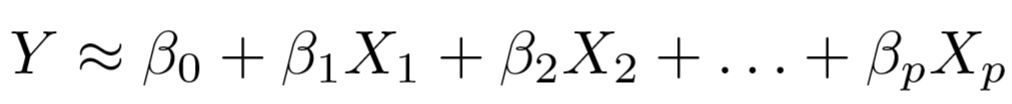 Y ≈ β₀ + β₁X₁ + β₂X₂ + … + βₚXₚ